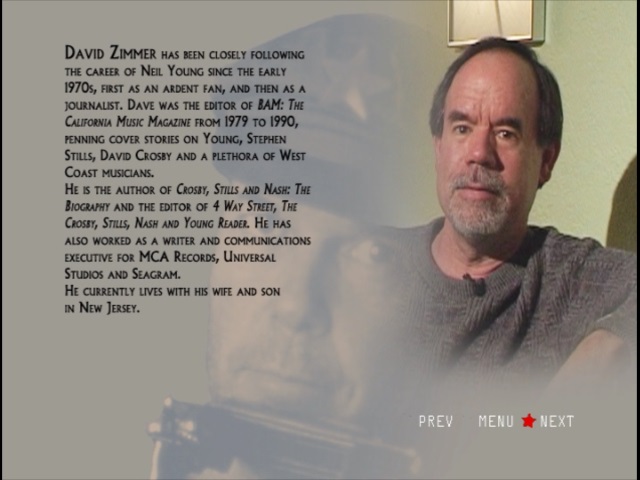 David Zimmer has been closely following
the career of Neil Young since the early
1970s, first as an ardent fan, and then as a
journalist. Dave was the editor of BAM: The
California Music Magazine from 1979 to 1990,
penning cover stories on Young, Stephen
Stills, David Crosby and a plethora of West
Coast musicians.
He is the author of Crosby, Stills and Nash: The
Biography and the editor of 4 Way Street, The
Crosby, Stills, Nash and Young Reader. He has
also worked as a writer and communications
executive for MCA Records, Universal
Studios and Seagram.
He currently lives with his wife and son
in New Jersey.
PREV MENU NEXT